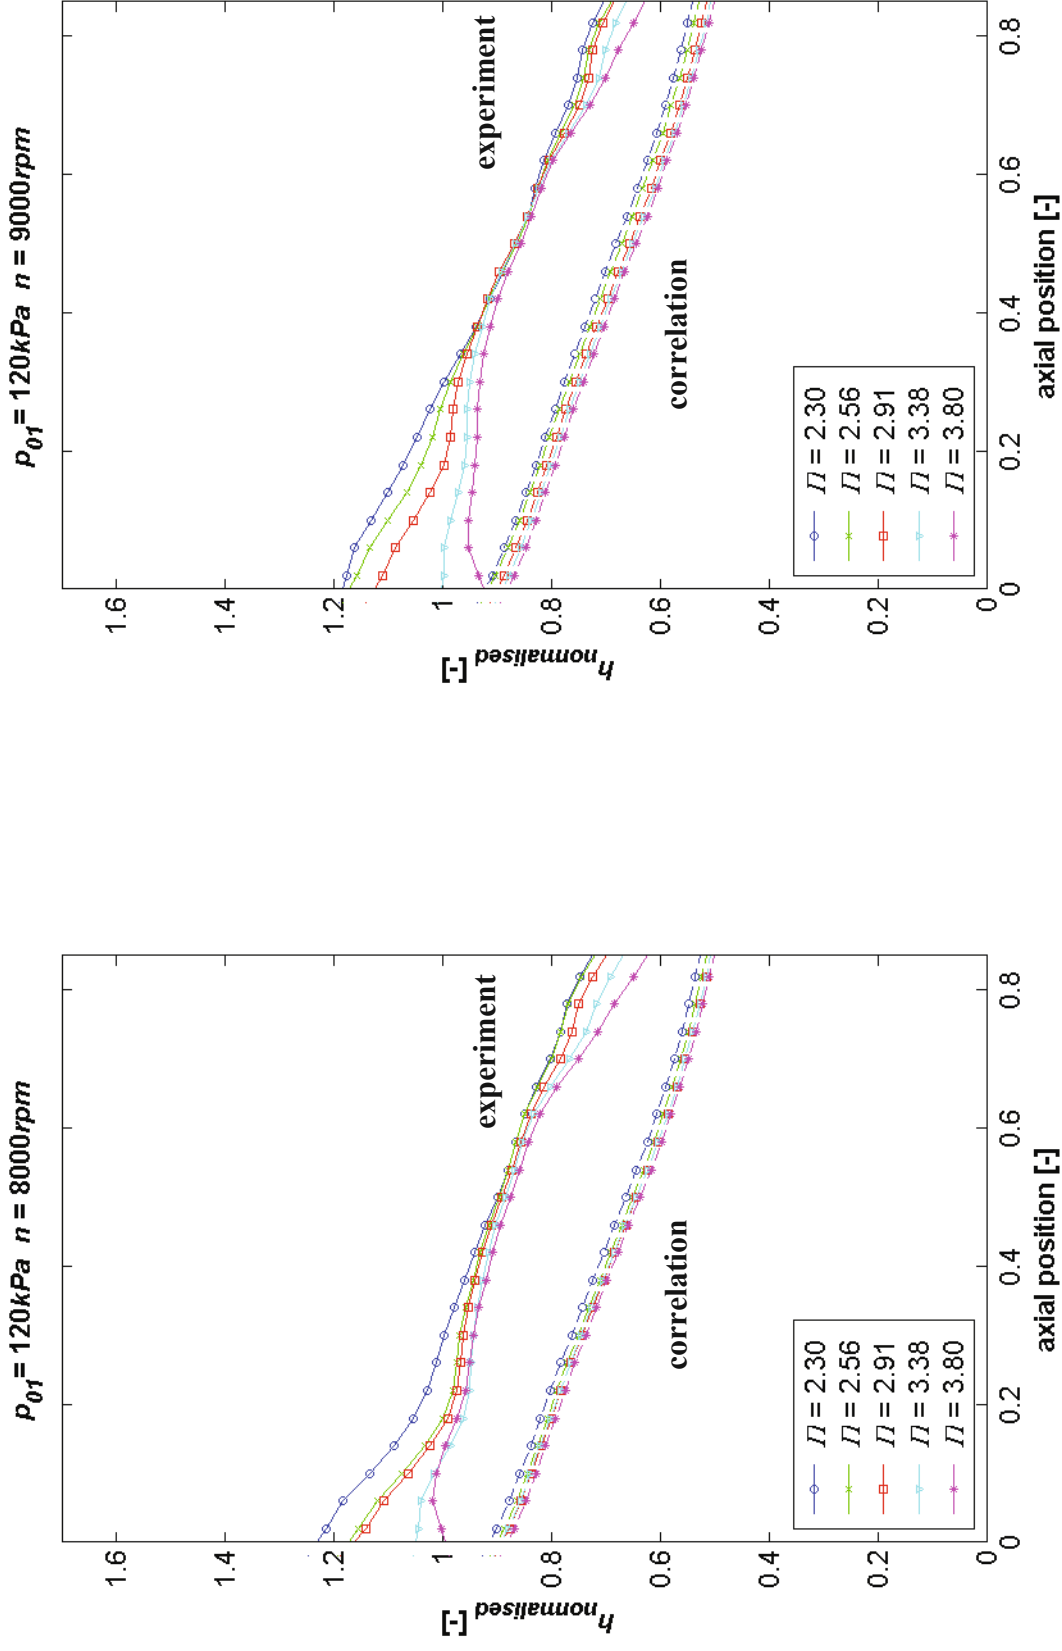 p01 = 120kPa n = 8000rpm
1.6
1.4
1.2
1
0.8
0.6
0.4
0.2
0
hnormalised [-]
experiment
correlation
Π = 2.30
Π = 2.56
Π = 2.91
Π = 3.38
Π = 3.80
0
0.2
0.4
0.6
0.8
axial position [-]
p01 = 120kPa n = 9000rpm
1.6
1.4
1.2
1
0.8
0.6
0.4
0.2
0
hnormalised [-]
experiment
correlation
Π = 2.30
Π = 2.56
Π = 2.91
Π = 3.38
Π = 3.80
0
0.2
0.4
0.6
0.8
axial position [-]